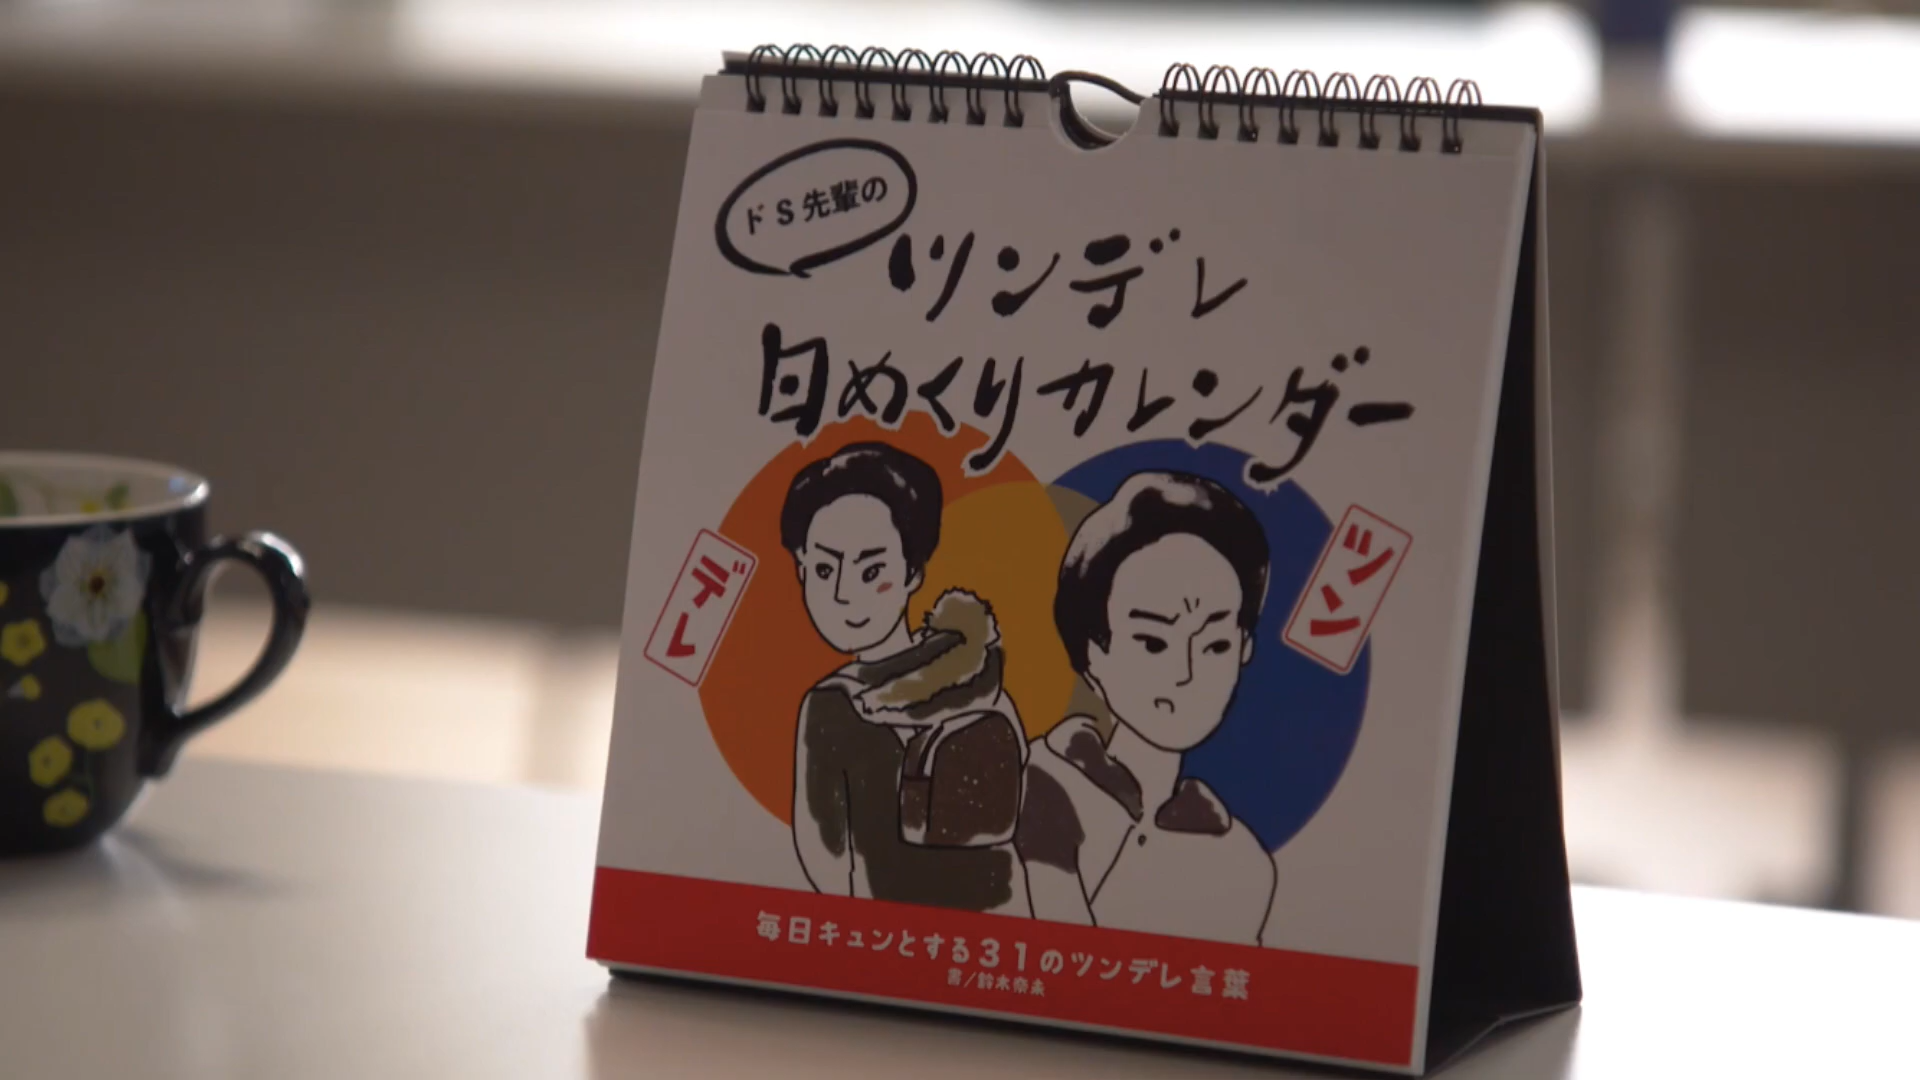 ドS先輩の
ツンデレ
日めくりカレンダー
デレ
ツン
毎日キュンとする31のツンデレ言葉
書/鈴木奈未